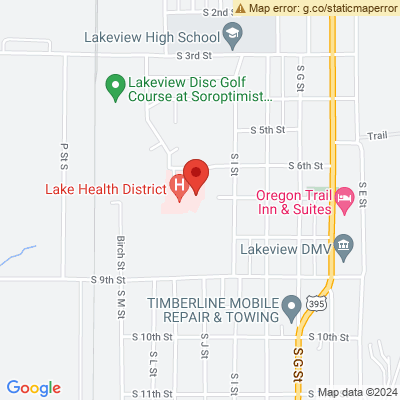 Map error: g.co/staticmaperror
S 2nd St
Lakeview High School
S 3rd St
S G St
Lakeview Disc Golf
Course at Soroptimist...
S 5th St
Trail
P St S
S I St
S 6th St
Lake Health District
H
Oregon Trail
Inn & Suites
S E St
Birch St
Lakeview DMV
S 9th St
S M St
TIMBERLINE MOBILE
REPAIR & TOWING
395
S 10th St
S 10th St
S L St
S J St
S I St
S G St
S 11th St
Google
Map data ©2024